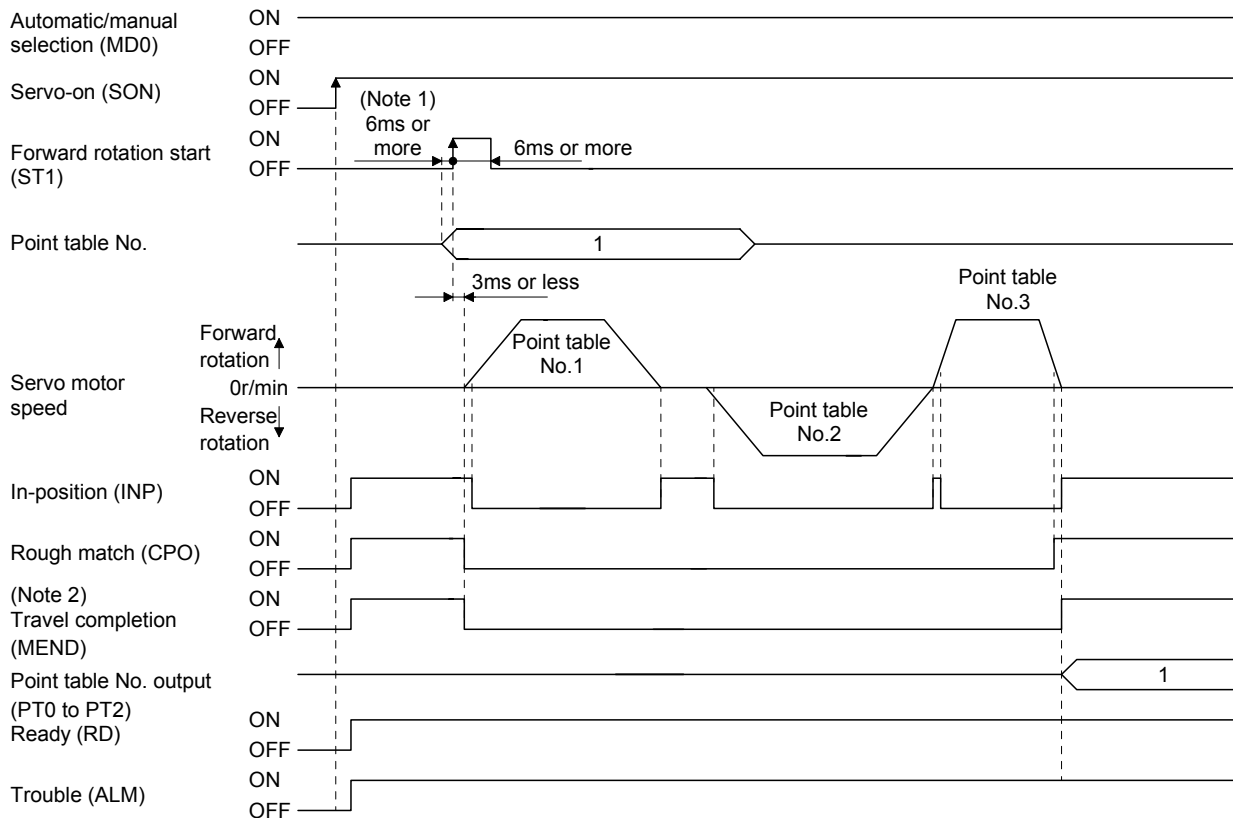 Automatic/manual
selection (MD0)
ON
OFF
Servo-on (SON)
ON
OFF
Forward rotation start
(ST1)
ON
OFF
(Note 1)
6ms or
more
6ms or more
Point table No.
1
3ms or less
Servo motor
speed
Forward
rotation
0r/min
Reverse
rotation
Point table
No.1
Point table
No.2
Point table
No.3
In-position (INP)
ON
OFF
Rough match (CPO)
ON
OFF
(Note 2)
Travel completion
(MEND)
ON
OFF
Point table No. output
(PT0 to PT2)
1
Ready (RD)
ON
OFF
Trouble (ALM)
ON
OFF